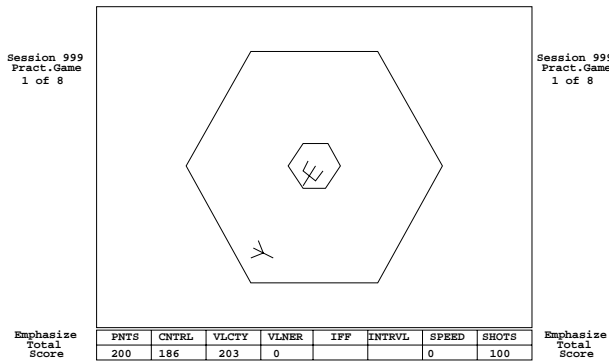 Session 999
Pract.Game
1 of 8
Session 999
Pract.Game
1 of 8
Emphasize
Total
Score
PNTS CNTRL VLCTY VLNER IFF INTRVL SPEED SHOTS
200 186 203 0 0 100
Emphasize
Total
Score